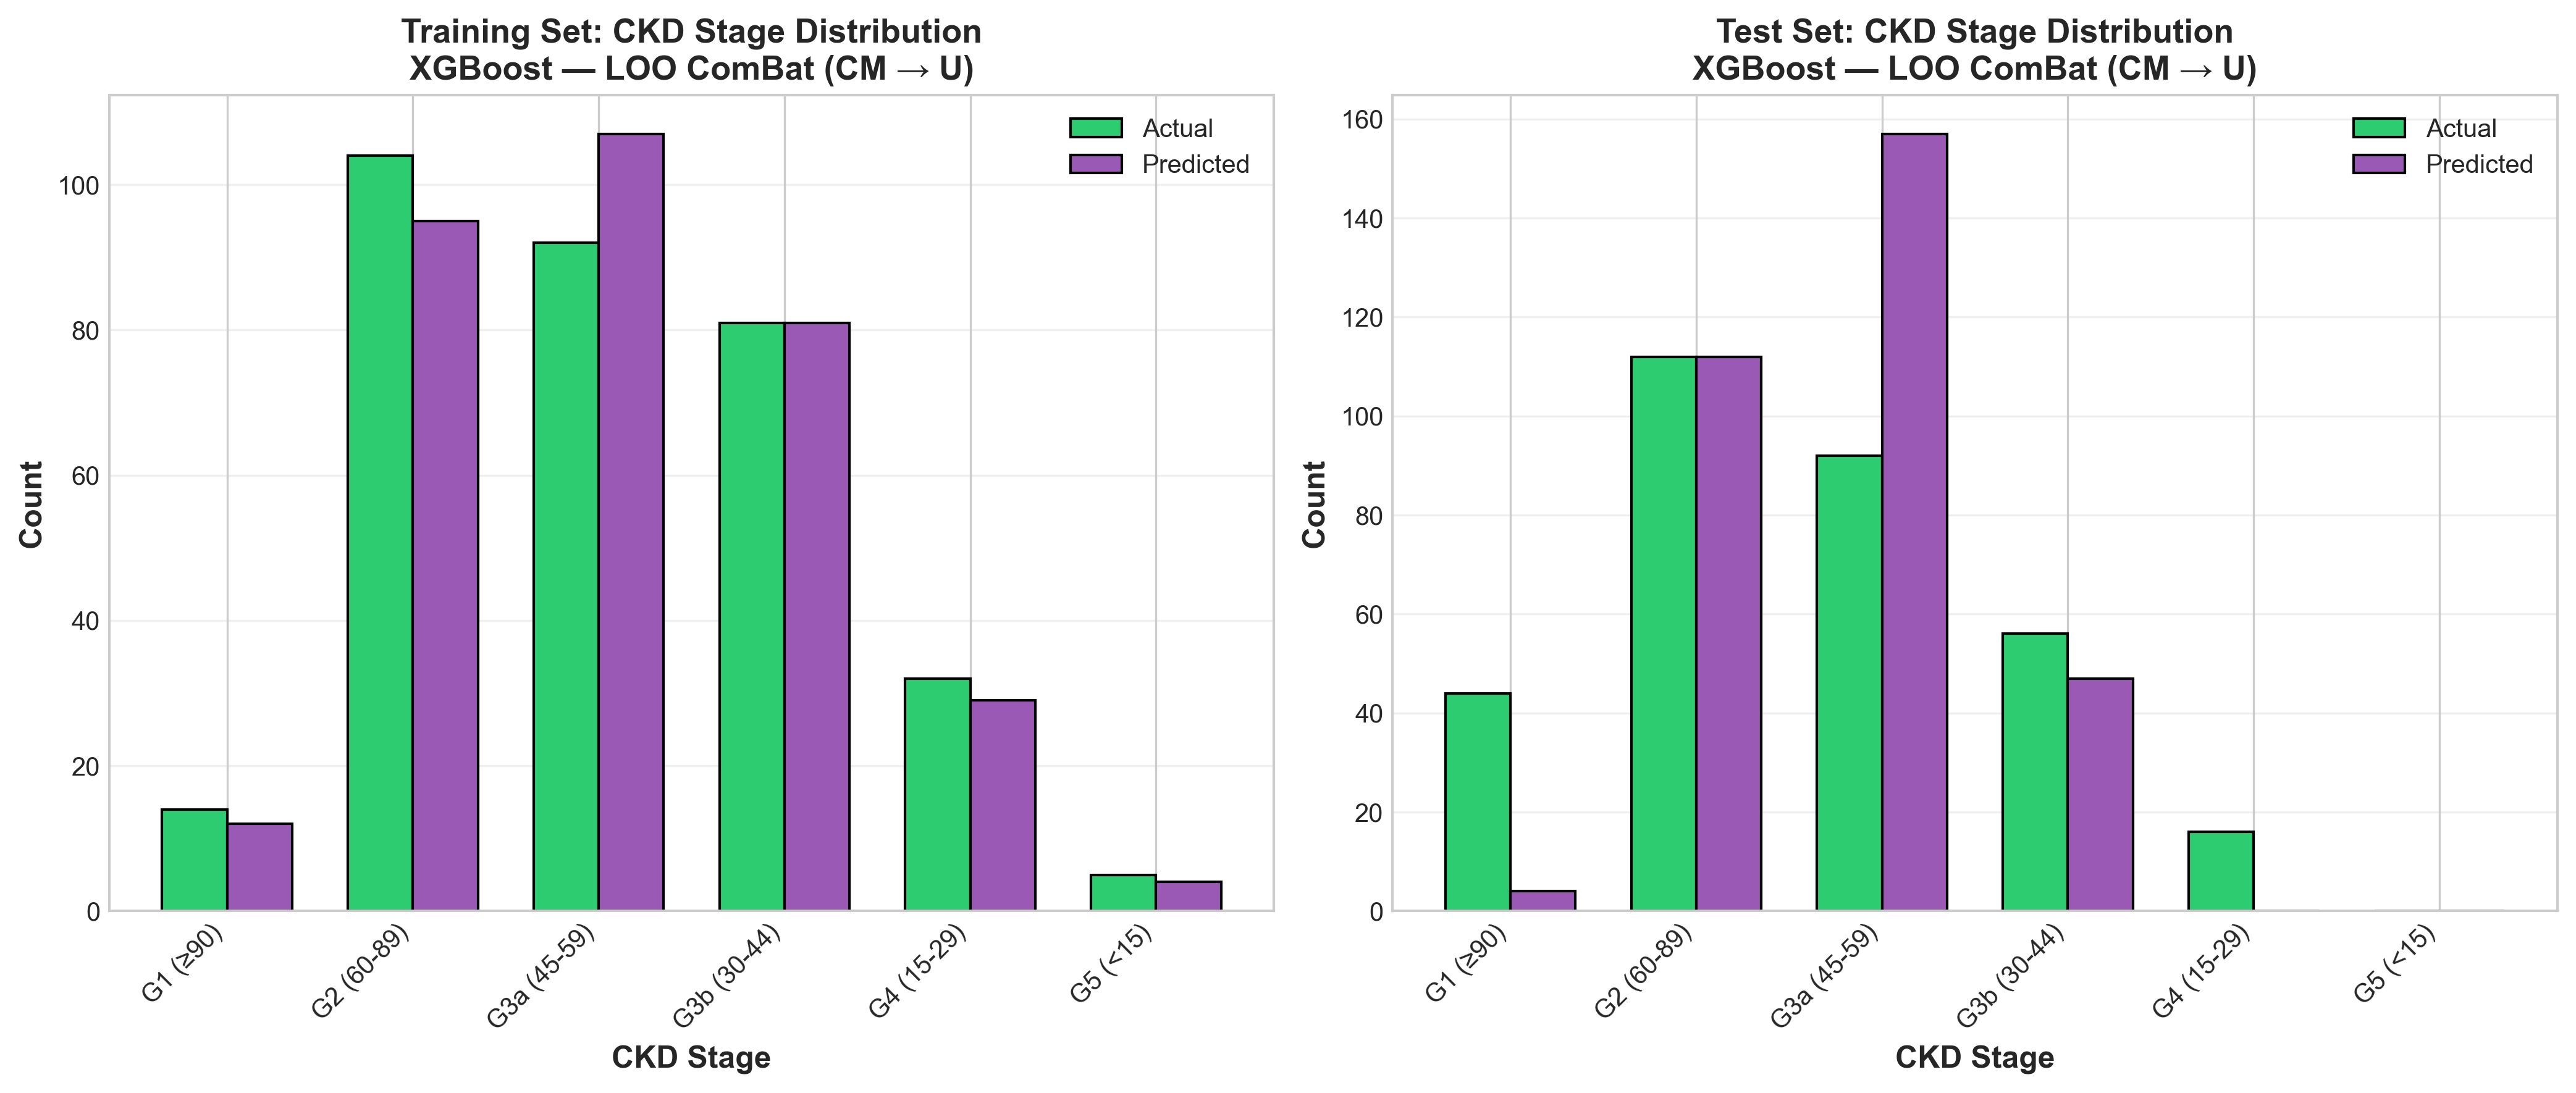 Training Set: CKD Stage Distribution
XGBoost — LOO ComBat (CM → U)
Actual
Predicted
Count
100
80
60
40
20
0
G1 (≥90)
G2 (60-89)
G3a (45-59)
G3b (30-44)
G4 (15-29)
G5 (<15)
CKD Stage
Test Set: CKD Stage Distribution
XGBoost — LOO ComBat (CM → U)
Actual
Predicted
Count
160
140
120
100
80
60
40
20
0
G1 (≥90)
G2 (60-89)
G3a (45-59)
G3b (30-44)
G4 (15-29)
G5 (<15)
CKD Stage